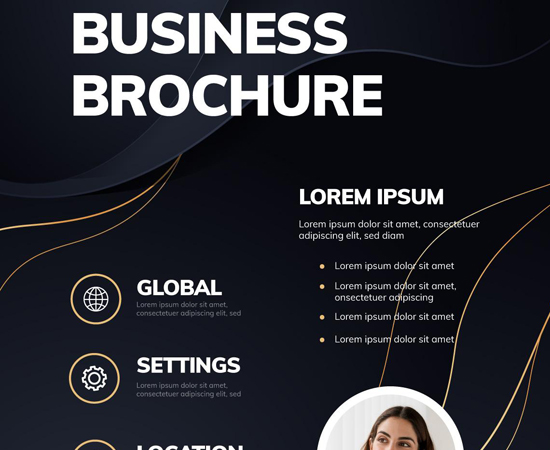 BUSINESS
BROCHURE
LOREM IPSUM
Lorem ipsum dolor sit amet, consectetuer
adipiscing elit, sed diam
Lorem ipsum dolor sit amet
Lorem ipsum dolor sit amet,
onsectetuer adipiscing
Lorem ipsum dolor sit amet
Lorem ipsum dolor sit amet
GLOBAL
Lorem ipsum dolor sit amet,
consectetuer adipiscing elit, sed
SETTINGS
Lorem ipsum dolor sit amet,
consectetuer adipiscing elit, sed
LOCATION